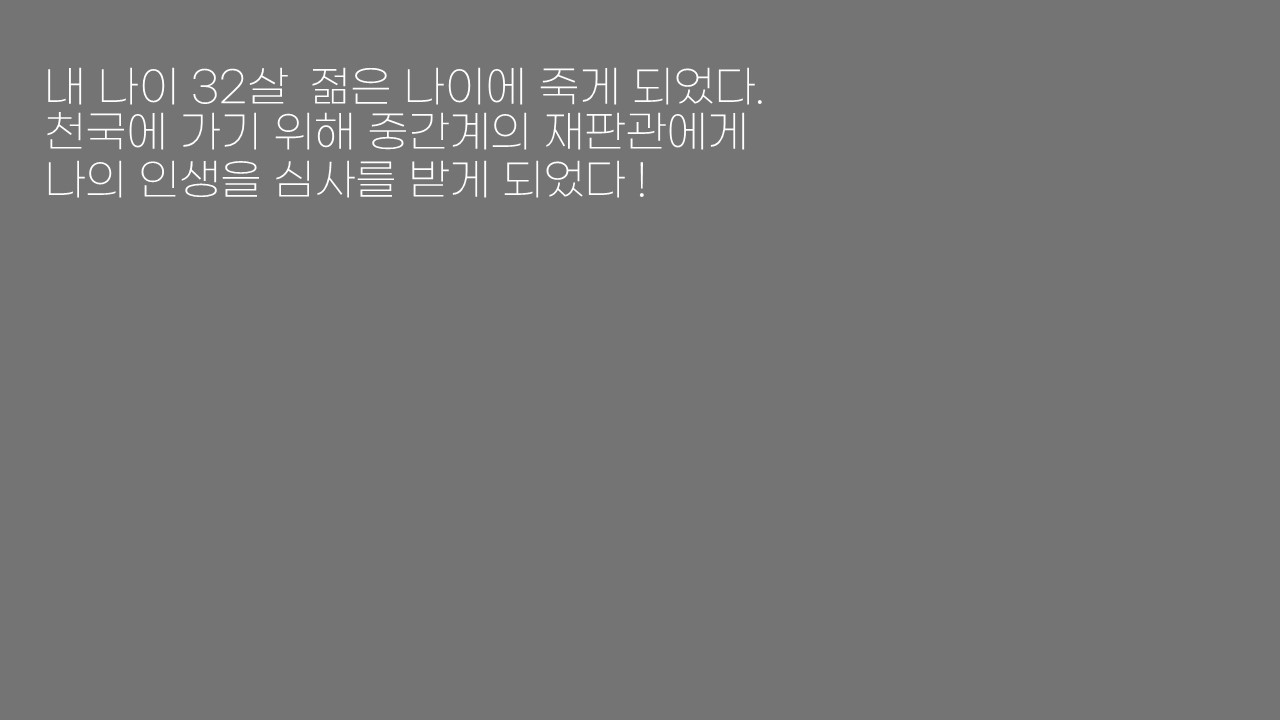 내 나이 32살  젊은 나이에 죽게 되었다.
천국에 가기 위해 중간계의 재판관에게
나의 인생을 심사를 받게 되었다 !